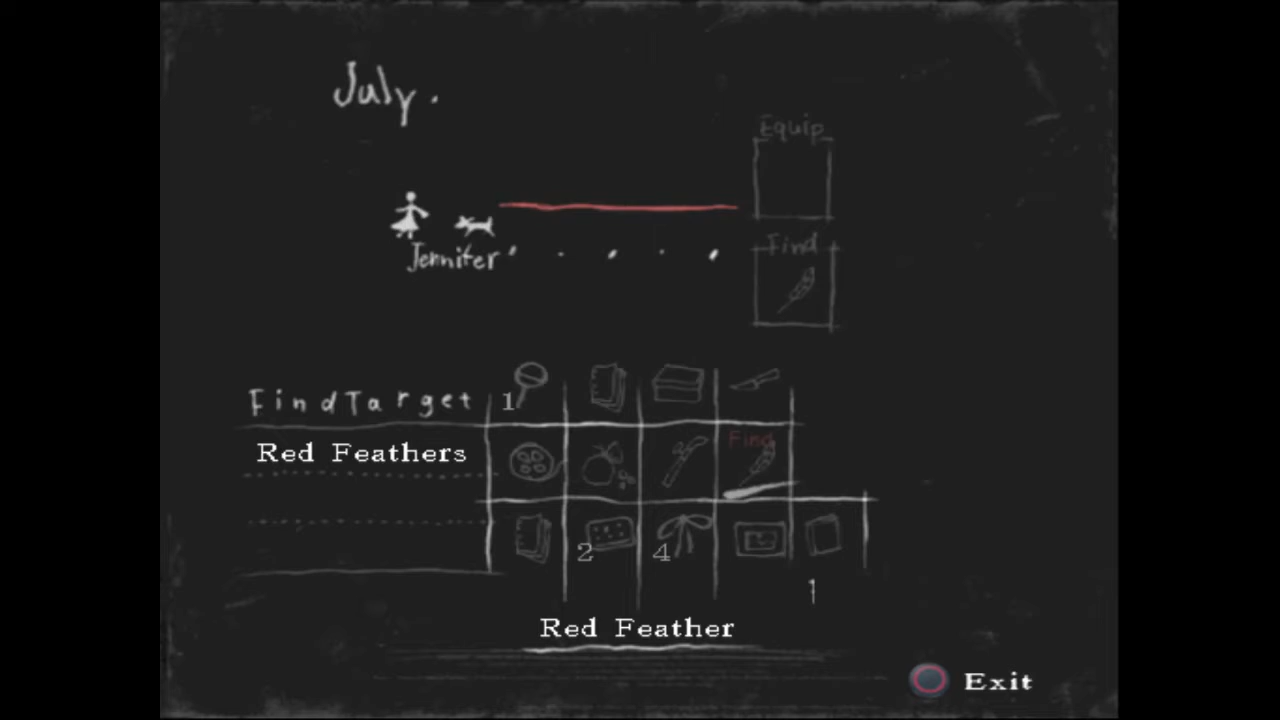 July.
Equip
Jennifer
Find
FindTarget
1
Find
Red Feathers
2
4
1
Red Feather
Exit